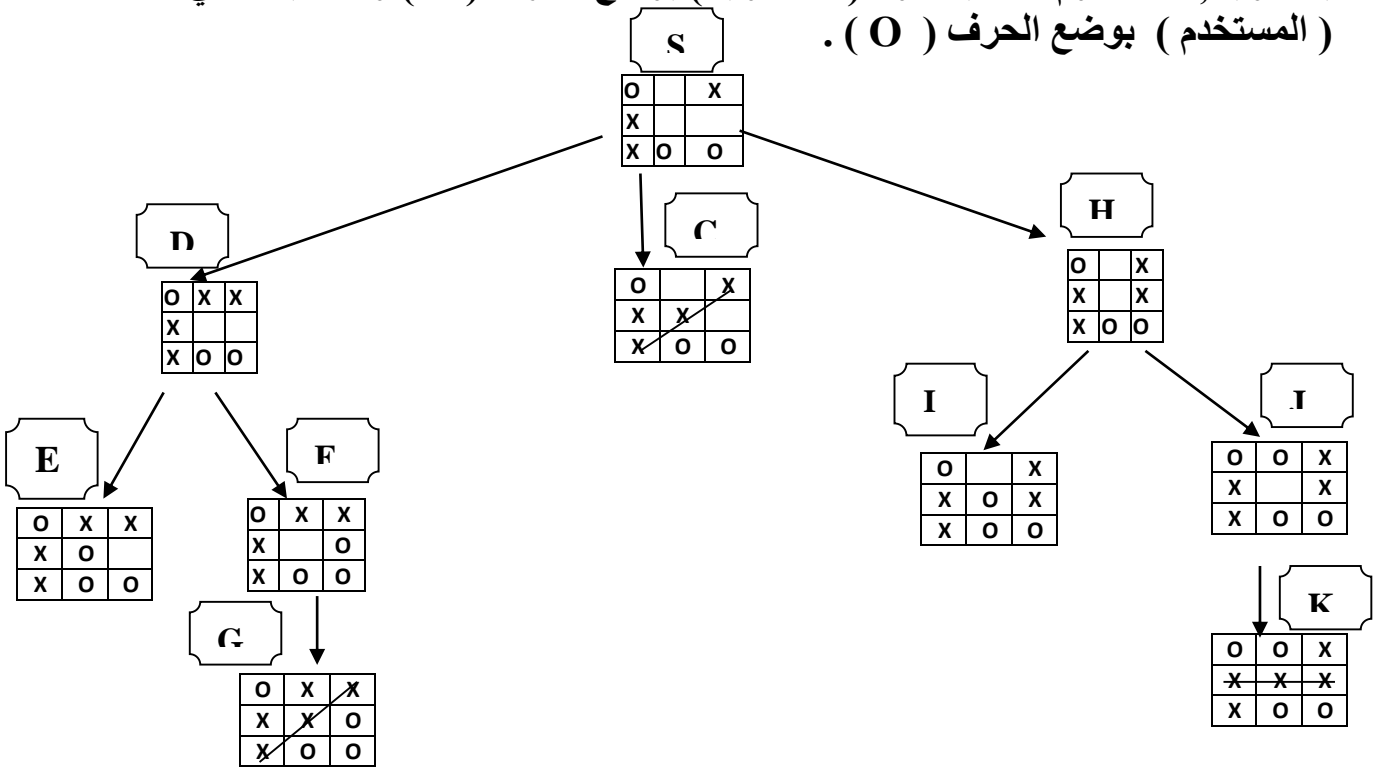 ( المستخدم ) بوضع الحرف ( O ) .
S
O X
X
X O O
D
C
H
O X X
X
X O O
O X
X X
X O O
O X
X X
X O O
E
F
I
J
O X X
X O
X O O
O X X
X O
X O O
O X
X O X
X O O
O O X
X X
X O O
G
K
O X X
X X O
X O O
O O X
X X X
X O O